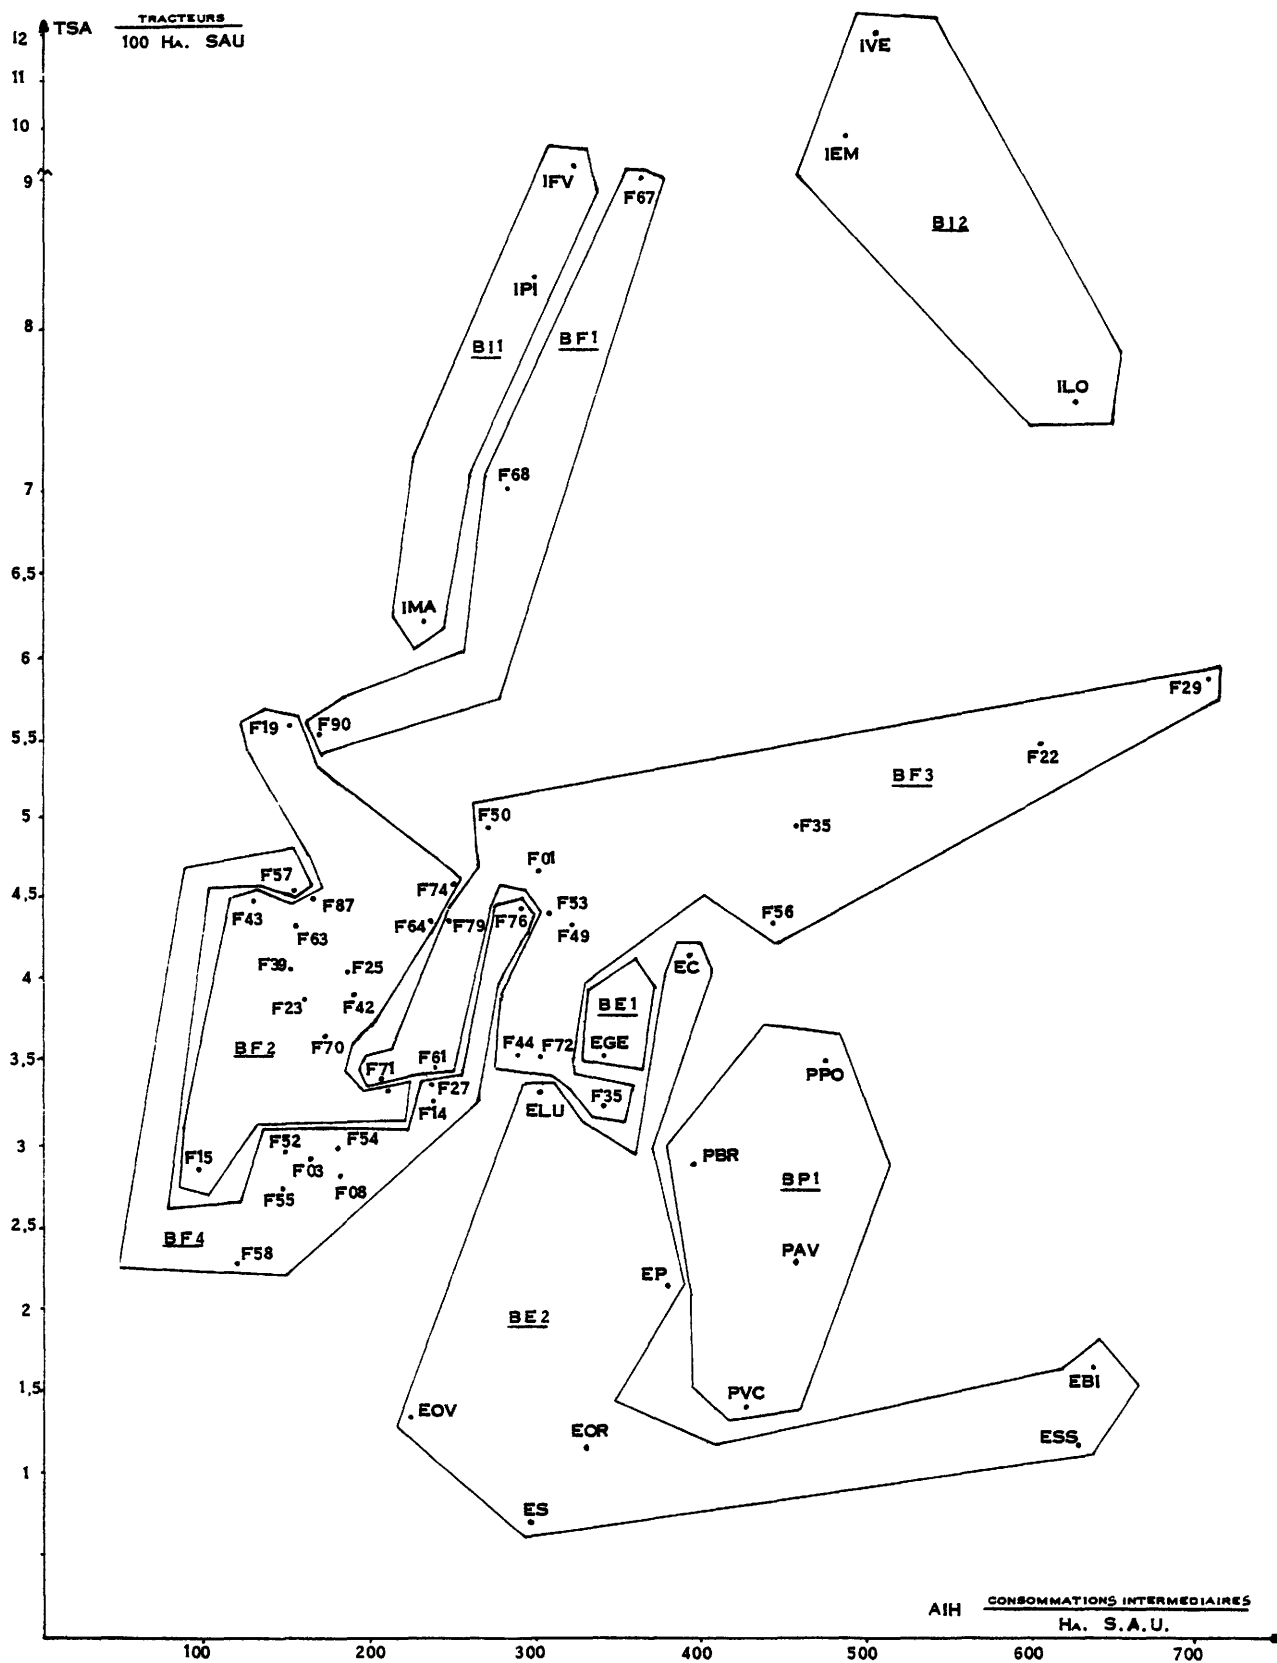 TSA TRACTEURS
100 HA. SAU
12
11
10
9
8
7
6,5
6
5,5
5
4,5
4
3,5
3
2,5
2
1,5
1
IVE
IEM
BI2
ILO
IFV
F67
IPI
BI1
BF1
F68
IMA
F19
F90
F29
F22
BF3
F50
F35
F01
F57
F74
F43
F87
F64
F79
F76
F53
F49
F56
F63
F39
F25
EC
F23
F42
BE1
BF2
F70
F44
F72
EGE
F71
F61
F27
F14
ELU
F35
PPO
F52
F54
F15
F03
F55
F08
PBR
BP1
BF4
F58
PAV
EP
BE2
EOV
EOR
PVC
EBI
ESS
ES
AIH CONSOMMATIONS INTERMEDIAIRES
HA. S.A.U.
100 200 300 400 500 600 700